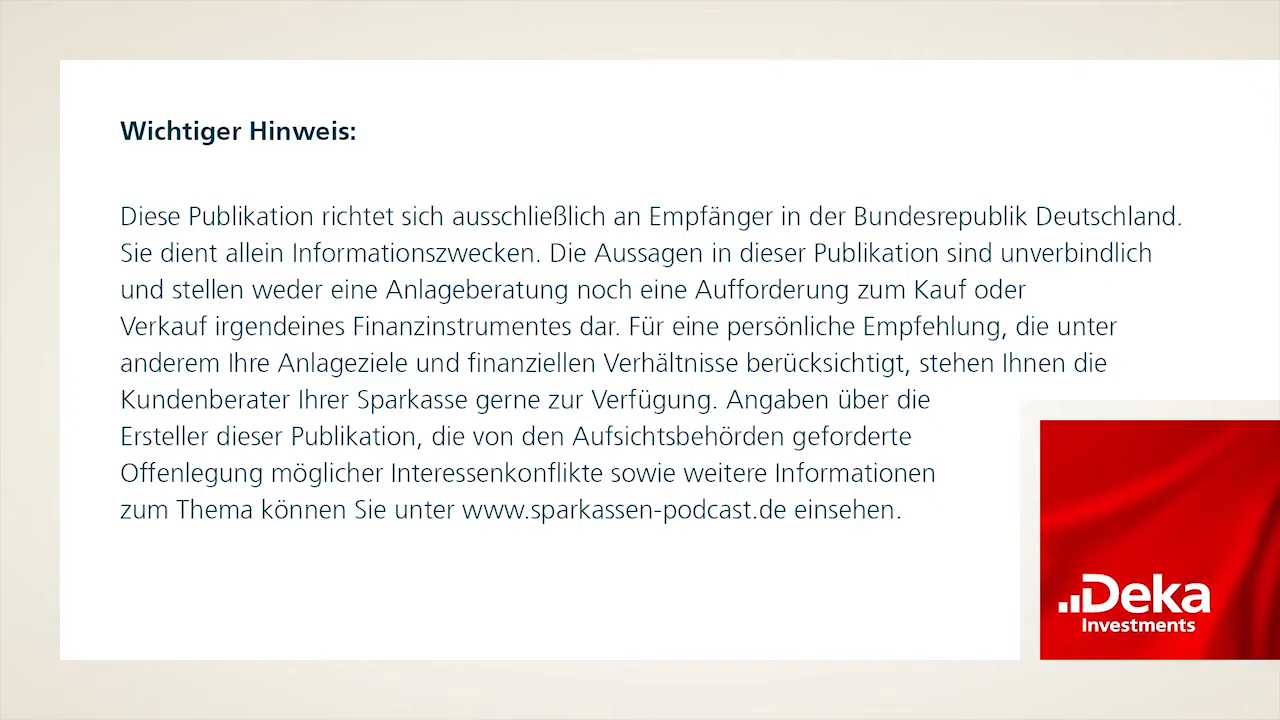 Wichtiger Hinweis:
Diese Publikation richtet sich ausschließlich an Empfänger in der Bundesrepublik Deutschland.
Sie dient allein Informationszwecken. Die Aussagen in dieser Publikation sind unverbindlich
und stellen weder eine Anlageberatung noch eine Aufforderung zum Kauf oder
Verkauf irgendeines Finanzinstrumentes dar. Für eine persönliche Empfehlung, die unter
anderem Ihre Anlageziele und finanziellen Verhältnisse berücksichtigt, stehen Ihnen die
Kundenberater Ihrer Sparkasse gerne zur Verfügung. Angaben über die
Ersteller dieser Publikation, die von den Aufsichtsbehörden geforderte
Offenlegung möglicher Interessenkonflikte sowie weitere Informationen
zum Thema können Sie unter www.sparkassen-podcast.de einsehen.
Deka
Investments